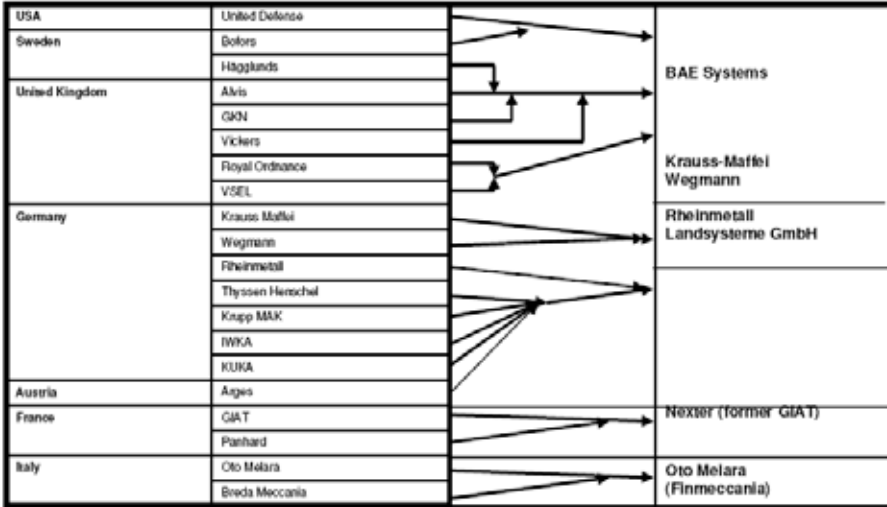 USA
United Defense
Sweden
Bofors
Hägglunds
BAE Systems
United Kingdom
Alvis
GKN
Vickers
Royal Ordnance
Krauss-Maffei
Wegmann
VSEL
Germany
Krauss Maffei
Rheinmetall
Landsysteme GmbH
Wegmann
Rheinmetall
Thyssen Henschel
Krupp MAK
IWKA
KUKA
Austria
Arges
France
GIAT
Nexter (former GIAT)
Panhard
Italy
Oto Melara
Oto Melara
(Finmeccania)
Breda Meccania